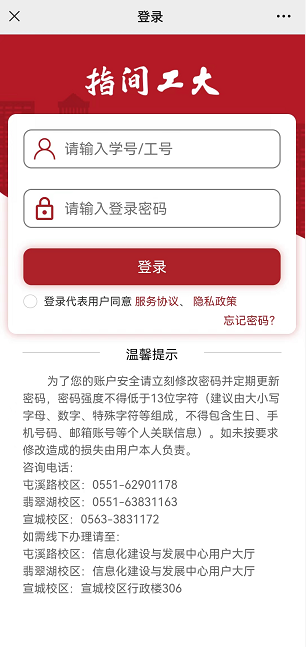 登录
指间工大
请输入学号/工号
请输入登录密码
登录
登录代表用户同意 服务协议、 隐私政策
忘记密码?
温馨提示
为了您的账户安全请立刻修改密码并定期更新
密码，密码强度不得低于13位字符（建议由大小写
字母、数字、特殊字符等组成，不得包含生日、手
机号码、邮箱账号等个人关联信息）。如未按要求
修改造成的损失由用户本人负责。
咨询电话：
屯溪路校区：0551-62901178
翡翠湖校区：0551-63831163
宣城校区：0563-3831172
如需线下办理请至：
屯溪路校区：信息化建设与发展中心用户大厅
翡翠湖校区：信息化建设与发展中心用户大厅
宣城校区：宣城校区行政楼306